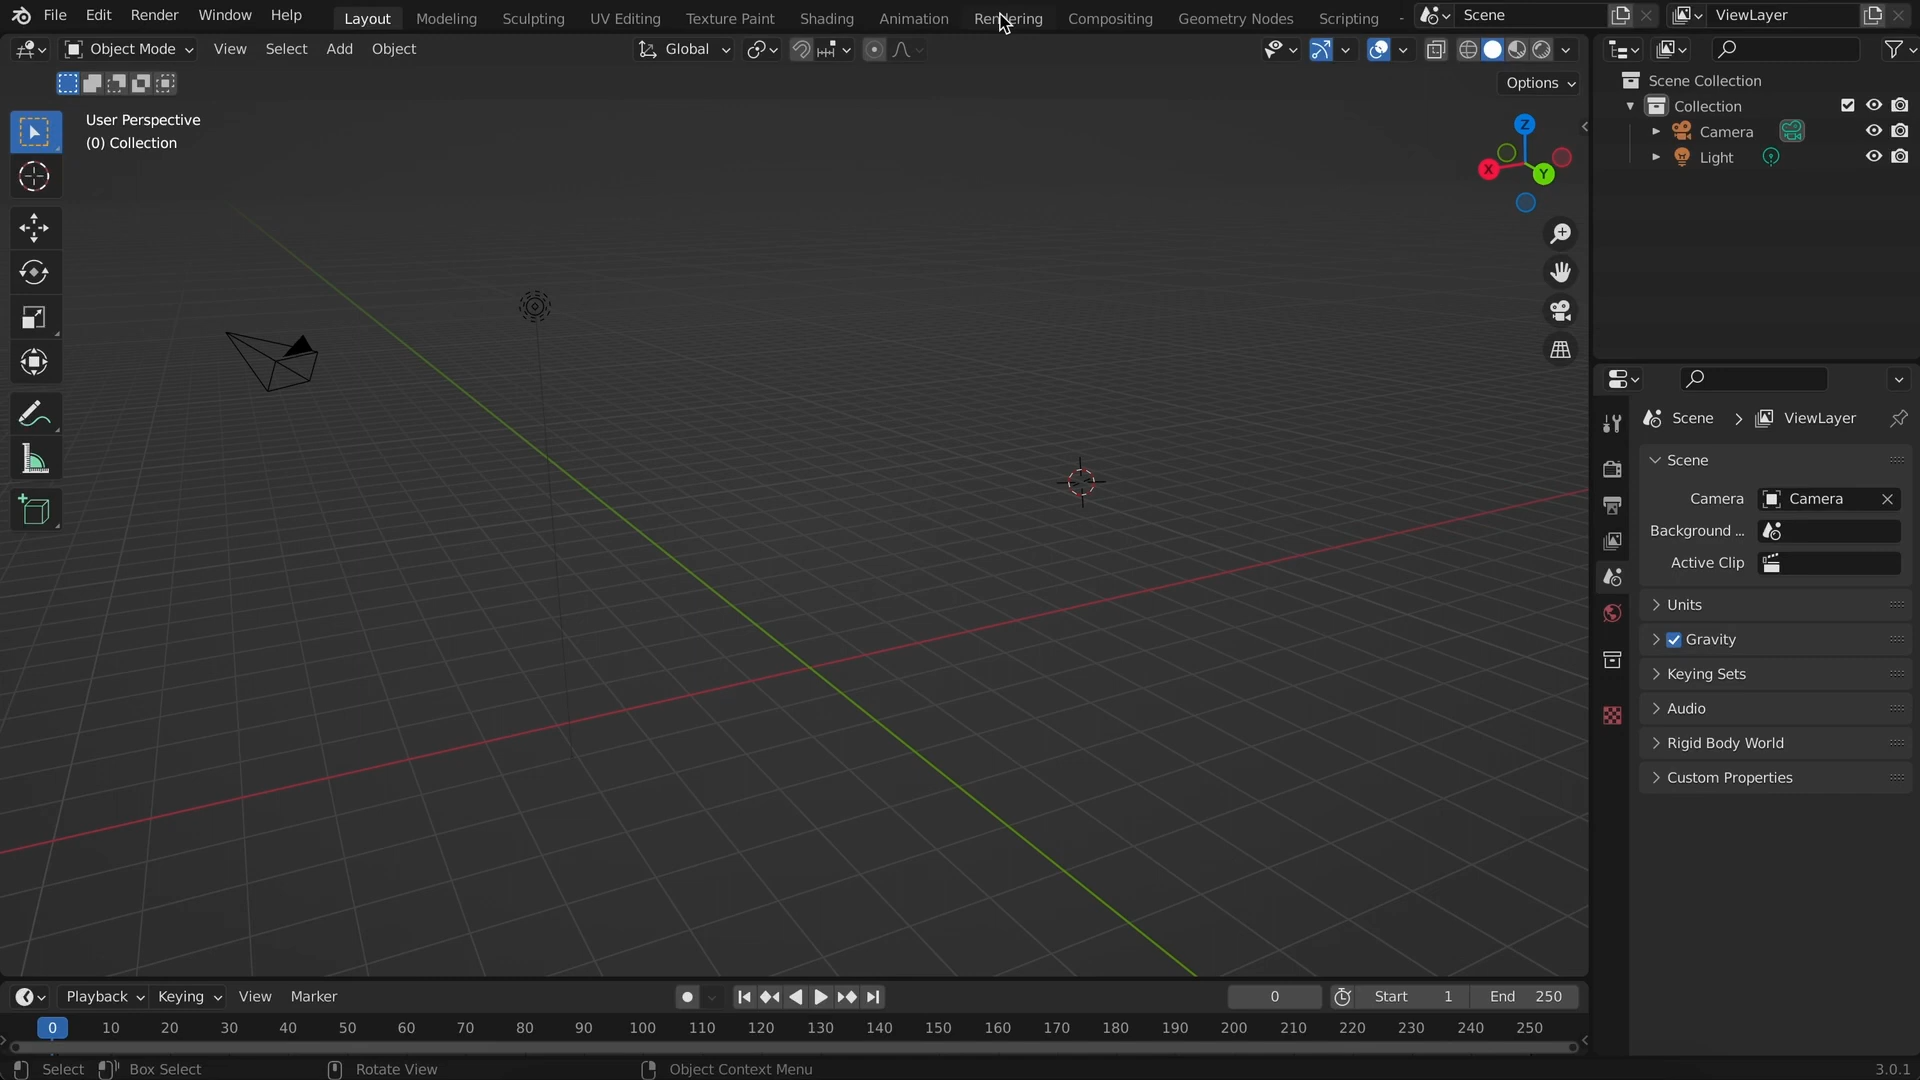 File Edit Render Window Help Layout Modeling Sculpting UV Editing Texture Paint Shading Animation Rendering Compositing Geometry Nodes Scripting Scene ViewLayer
Object Mode View Select Add Object Global
Options
User Perspective
(0) Collection
Z
X
Y
Scene Collection
Collection
Camera
Light
Scene > ViewLayer
Scene
Camera Camera
Background ...
Active Clip
Units
Gravity
Keying Sets
Audio
Rigid Body World
Custom Properties
Playback Keying View Marker 0 Start 1 End 250
0 10 20 30 40 50 60 70 80 90 100 110 120 130 140 150 160 170 180 190 200 210 220 230 240 250
Select Box Select Rotate View Object Context Menu 3.0.1